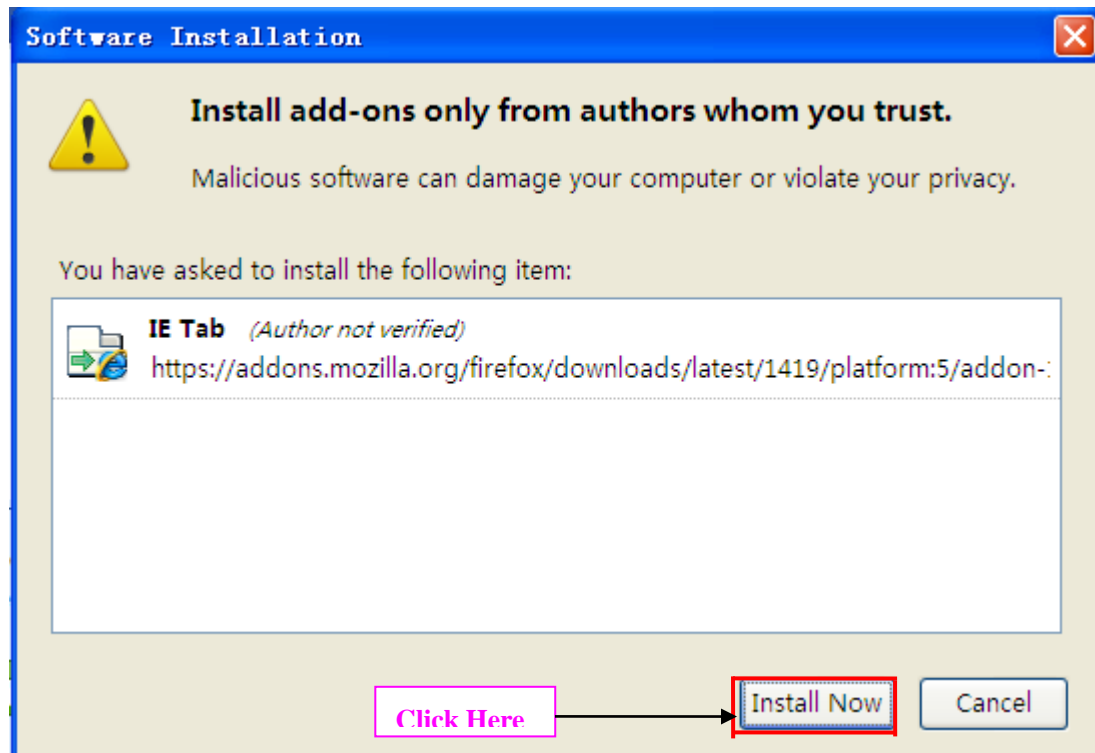 Software Installation
Install add-ons only from authors whom you trust.
Malicious software can damage your computer or violate your privacy.
You have asked to install the following item:
IE Tab (Author not verified)
https://addons.mozilla.org/firefox/downloads/latest/1419/platform:5/addon-
Click Here
Install Now
Cancel